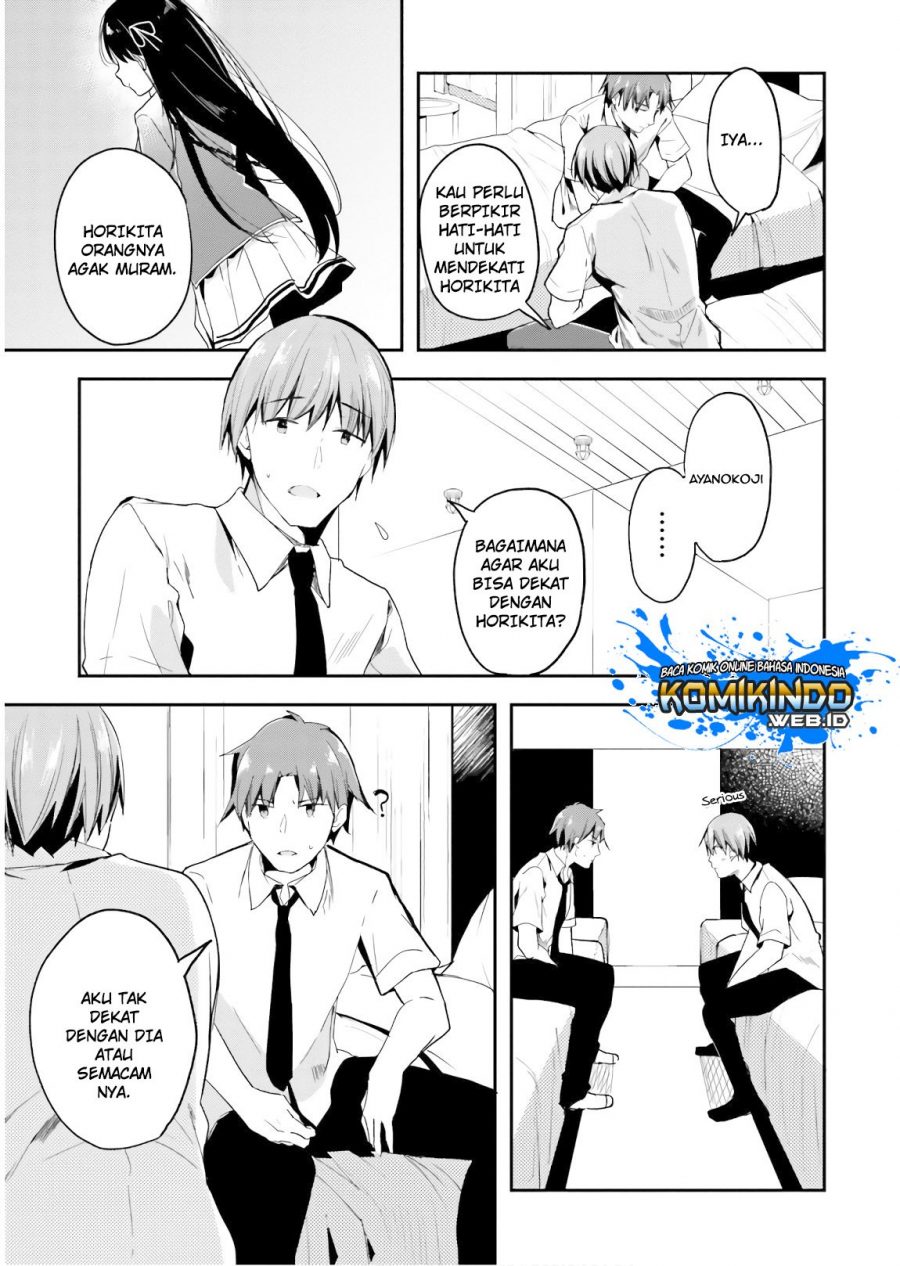 IYA...
KAU PERLU
BERPIKIR
HATI-HATI
UNTUK
MENDEKATI
HORIKITA
HORIKITA
ORANGNYA
AGAK MURAM.
AYANOKOJI
......
BAGAIMANA
AGAR AKU
BISA DEKAT
DENGAN
HORIKITA?
BACA KOMIK ONLINE BAHASA INDONESIA
KOMIKINDO
WEB.ID
Serious
?
AKU TAK
DEKAT
DENGAN DIA
ATAU
SEMACAM
NYA.